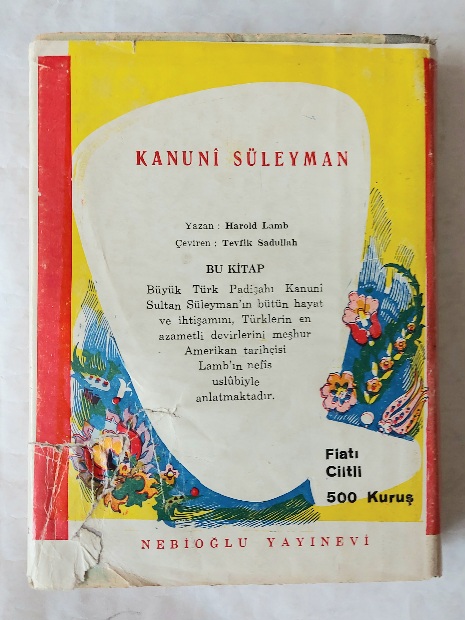 KANUNÎ SÜLEYMAN
Yazan : Harold Lamb
Çeviren : Tevfik Sadullah
BU KİTAP
Büyük Türk Padişahı Kanunî
Sultan Süleyman'ın bütün hayat
ve ihtişamını, Türklerin en
azametli devirlerini meşhur
Amerikan tarihçisi
Lamb'ın nefis
uslûbiyle
anlatmaktadır.
Fiatı
Ciltli
500 Kuruş
NEBİOĞLU YAYINEVİ